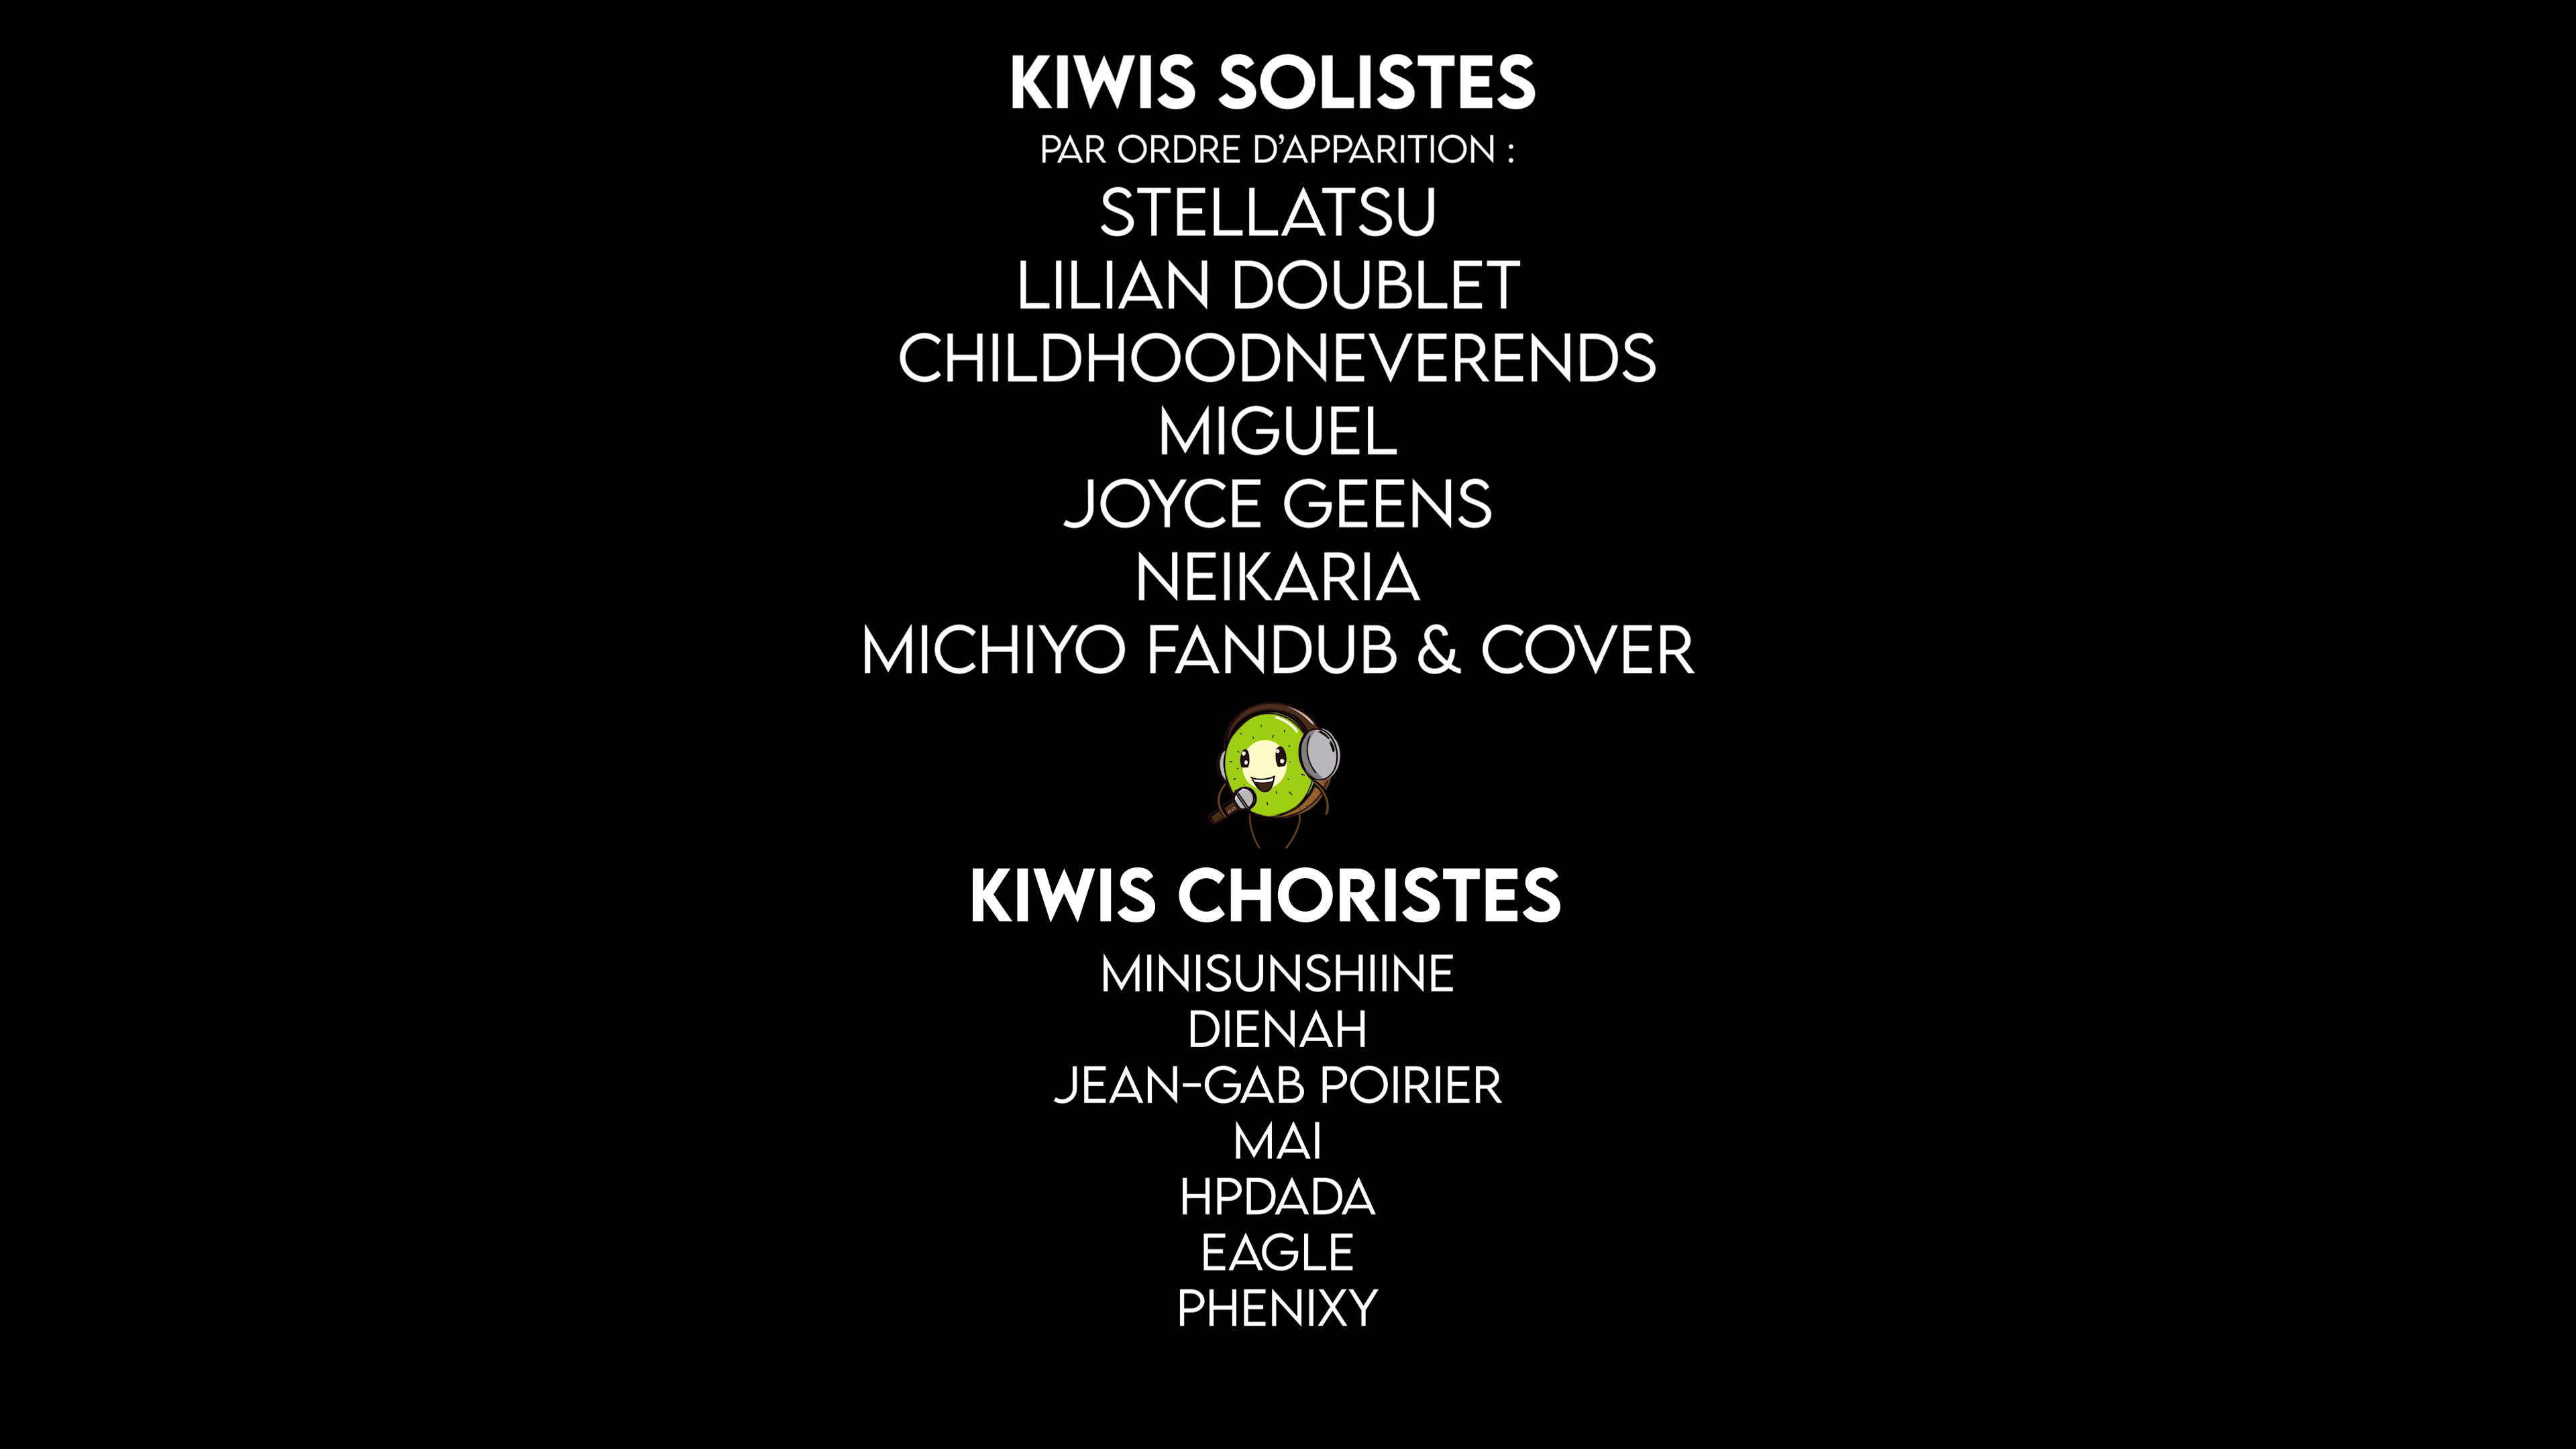 KIWIS SOLISTES
PAR ORDRE D’APPARITION :
STELLATSU
LILIAN DOUBLET
CHILDHOODNEVERENDS
MIGUEL
JOYCE GEENS
NEIKARIA
MICHIYO FANDUB & COVER
KIWIS CHORISTES
MINISUNSHIINE
DIENAH
JEAN-GAB POIRIER
MAI
HPDADA
EAGLE
PHENIXY